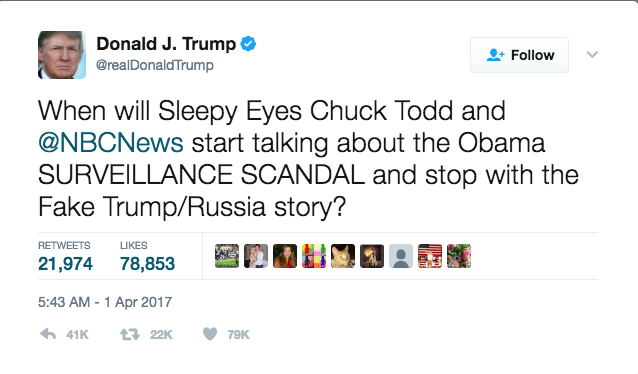 Donald J. Trump
@realDonaldTrump
Follow
When will Sleepy Eyes Chuck Todd and
@NBCNews start talking about the Obama
SURVEILLANCE SCANDAL and stop with the
Fake Trump/Russia story?
RETWEETS LIKES
21,974 78,853
5:43 AM - 1 Apr 2017
41K 22K 79K